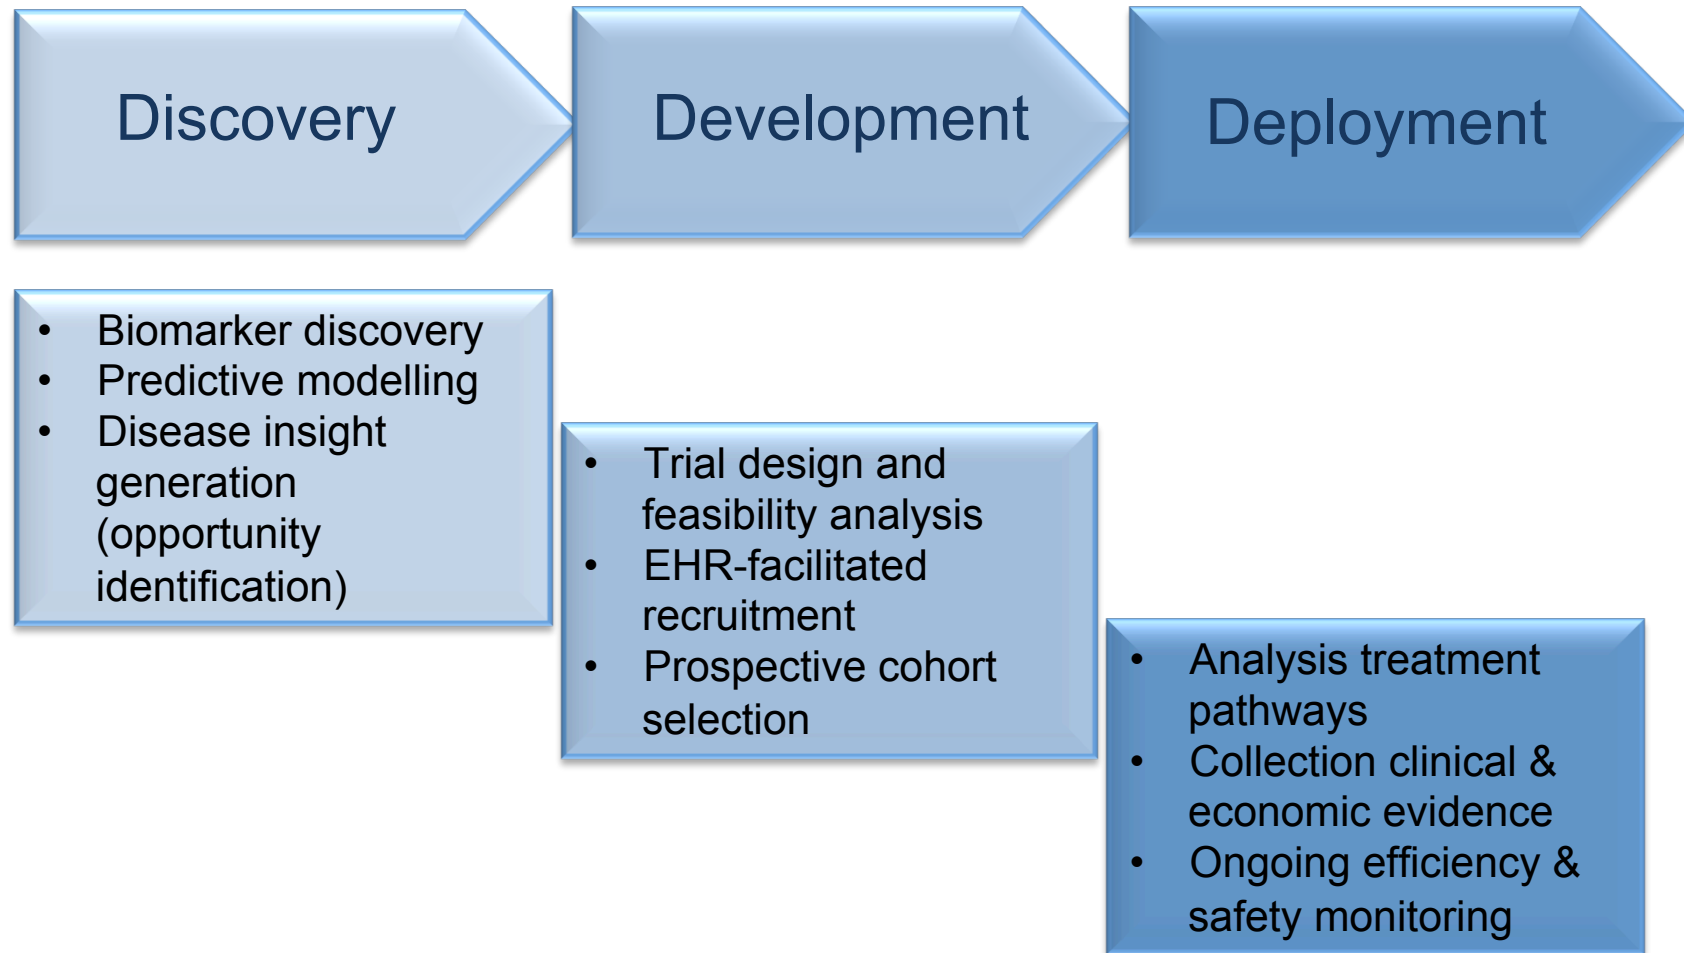 Discovery
Development
Deployment
• Biomarker discovery
• Predictive modelling
• Disease insight
generation
(opportunity
identification)
• Trial design and
feasibility analysis
• EHR-facilitated
recruitment
• Prospective cohort
selection
• Analysis treatment
pathways
• Collection clinical &
economic evidence
• Ongoing efficiency &
safety monitoring